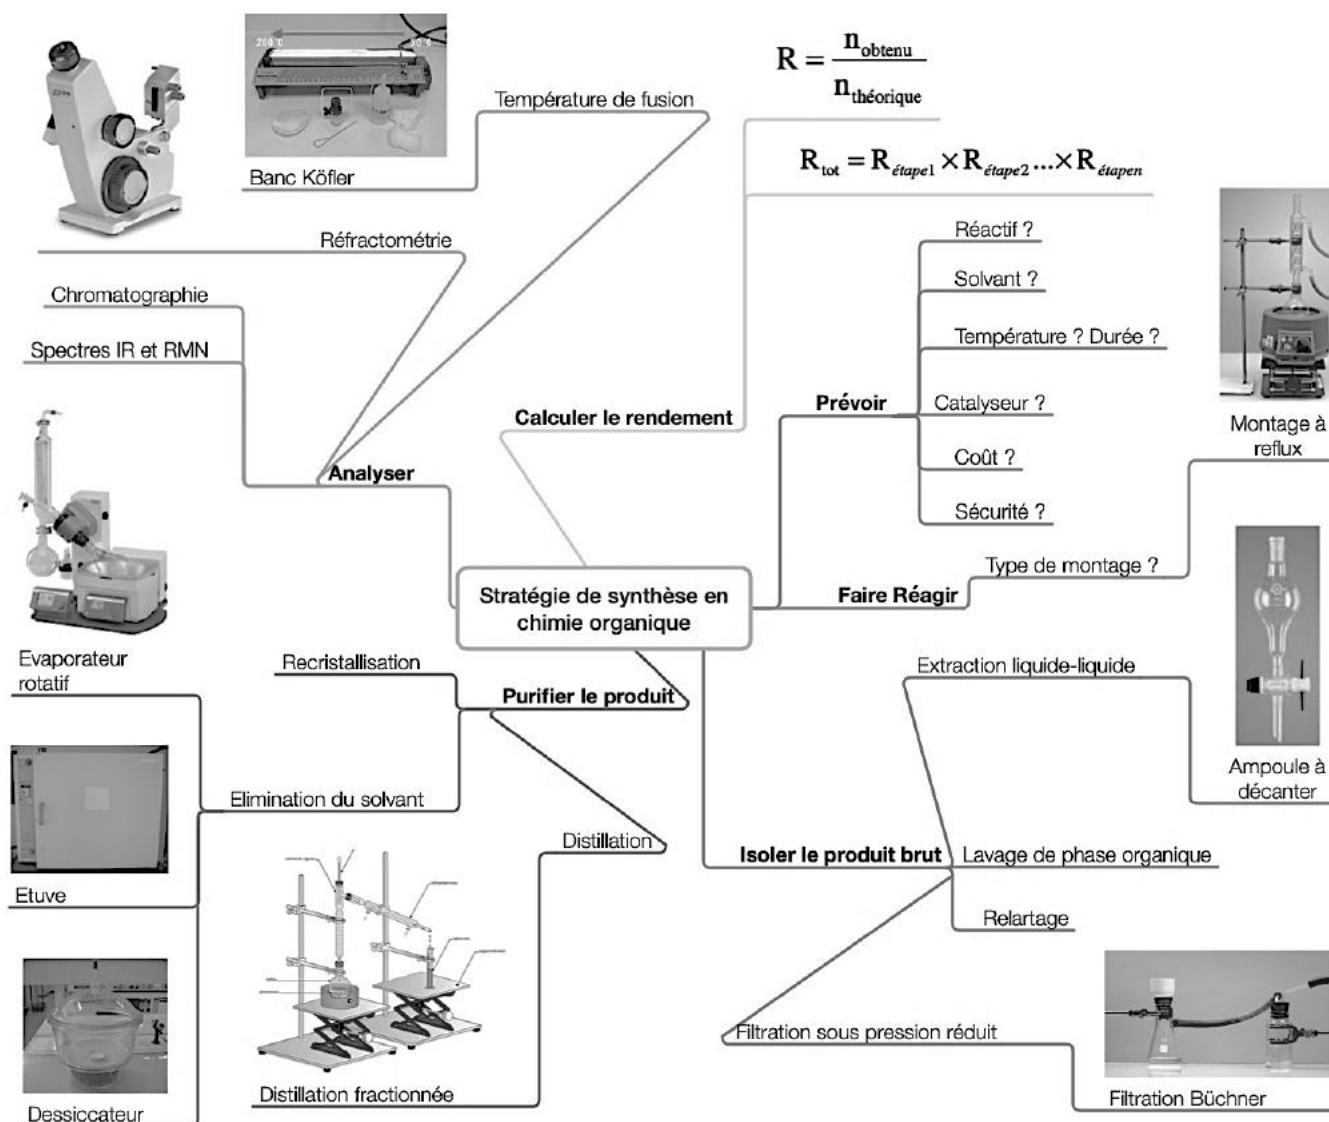 260°C
50°C
Température de fusion
Banc Köfler
Réfractométrie
Chromatographie
Spectres IR et RMN
Analyser
R = n_obtenu / n_théorique
R_tot = R_étape1 × R_étape2 ... × R_étapen
Calculer le rendement
Prévoir
Réactif ?
Solvant ?
Température ? Durée ?
Catalyseur ?
Coût ?
Sécurité ?
Montage à
reflux
Type de montage ?
Faire Réagir
Stratégie de synthèse en
chimie organique
Evaporateur
rotatif
Recristallisation
Purifier le produit
Elimination du solvant
Etuve
Dessiccateur
Distillation
Distillation fractionnée
Extraction liquide-liquide
Ampoule à
décanter
Isoler le produit brut
Lavage de phase organique
Relartage
Filtration sous pression réduit
Filtration Büchner